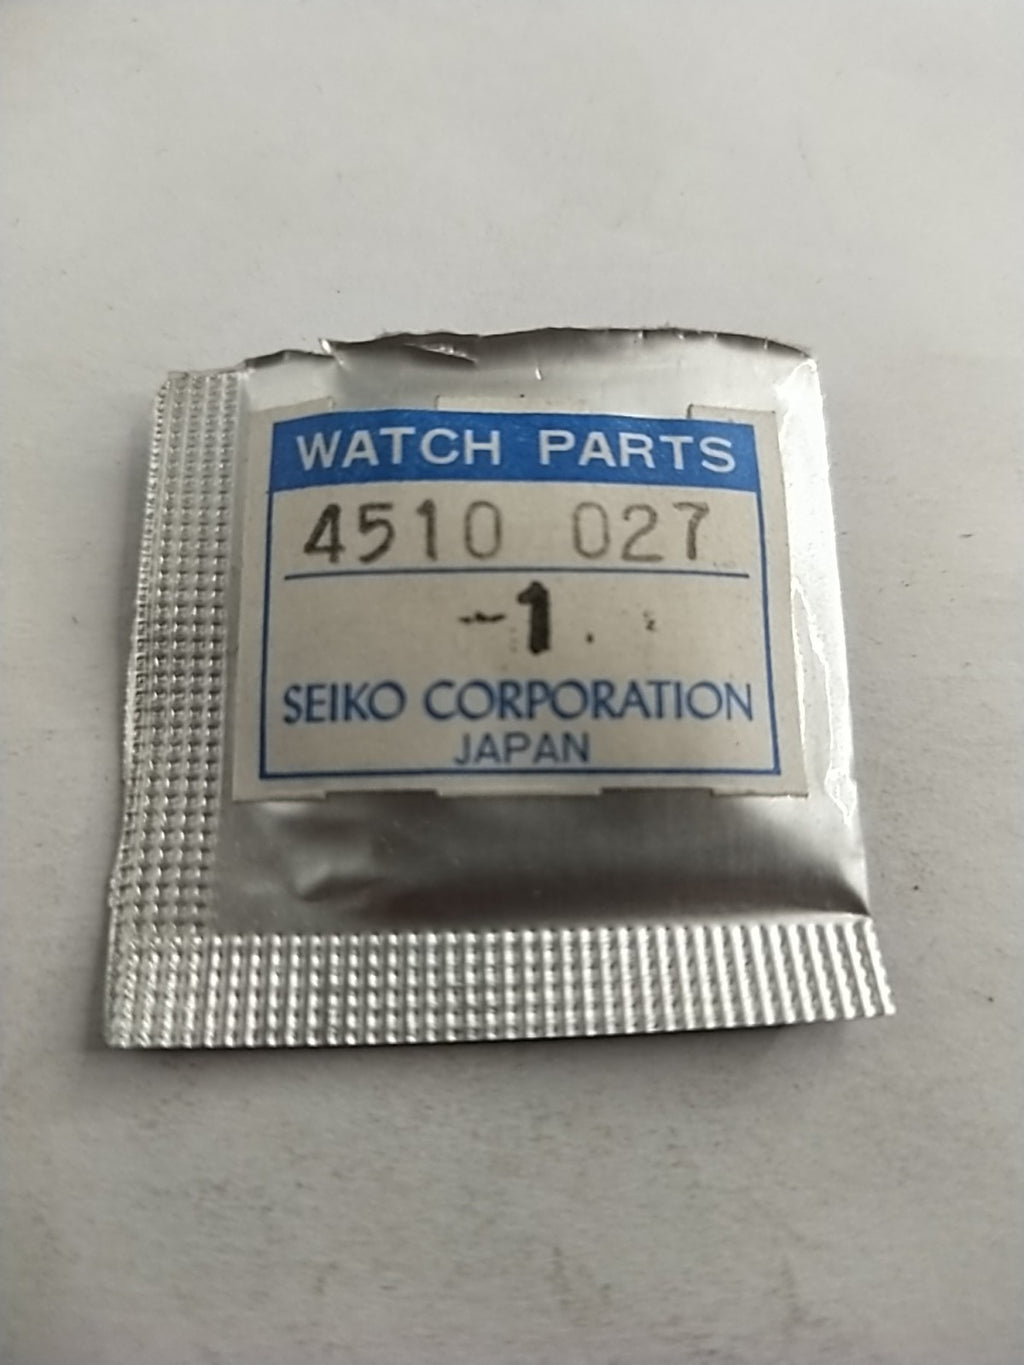 WATCH PARTS
4510 027
-1.
SEIKO CORPORATION
JAPAN